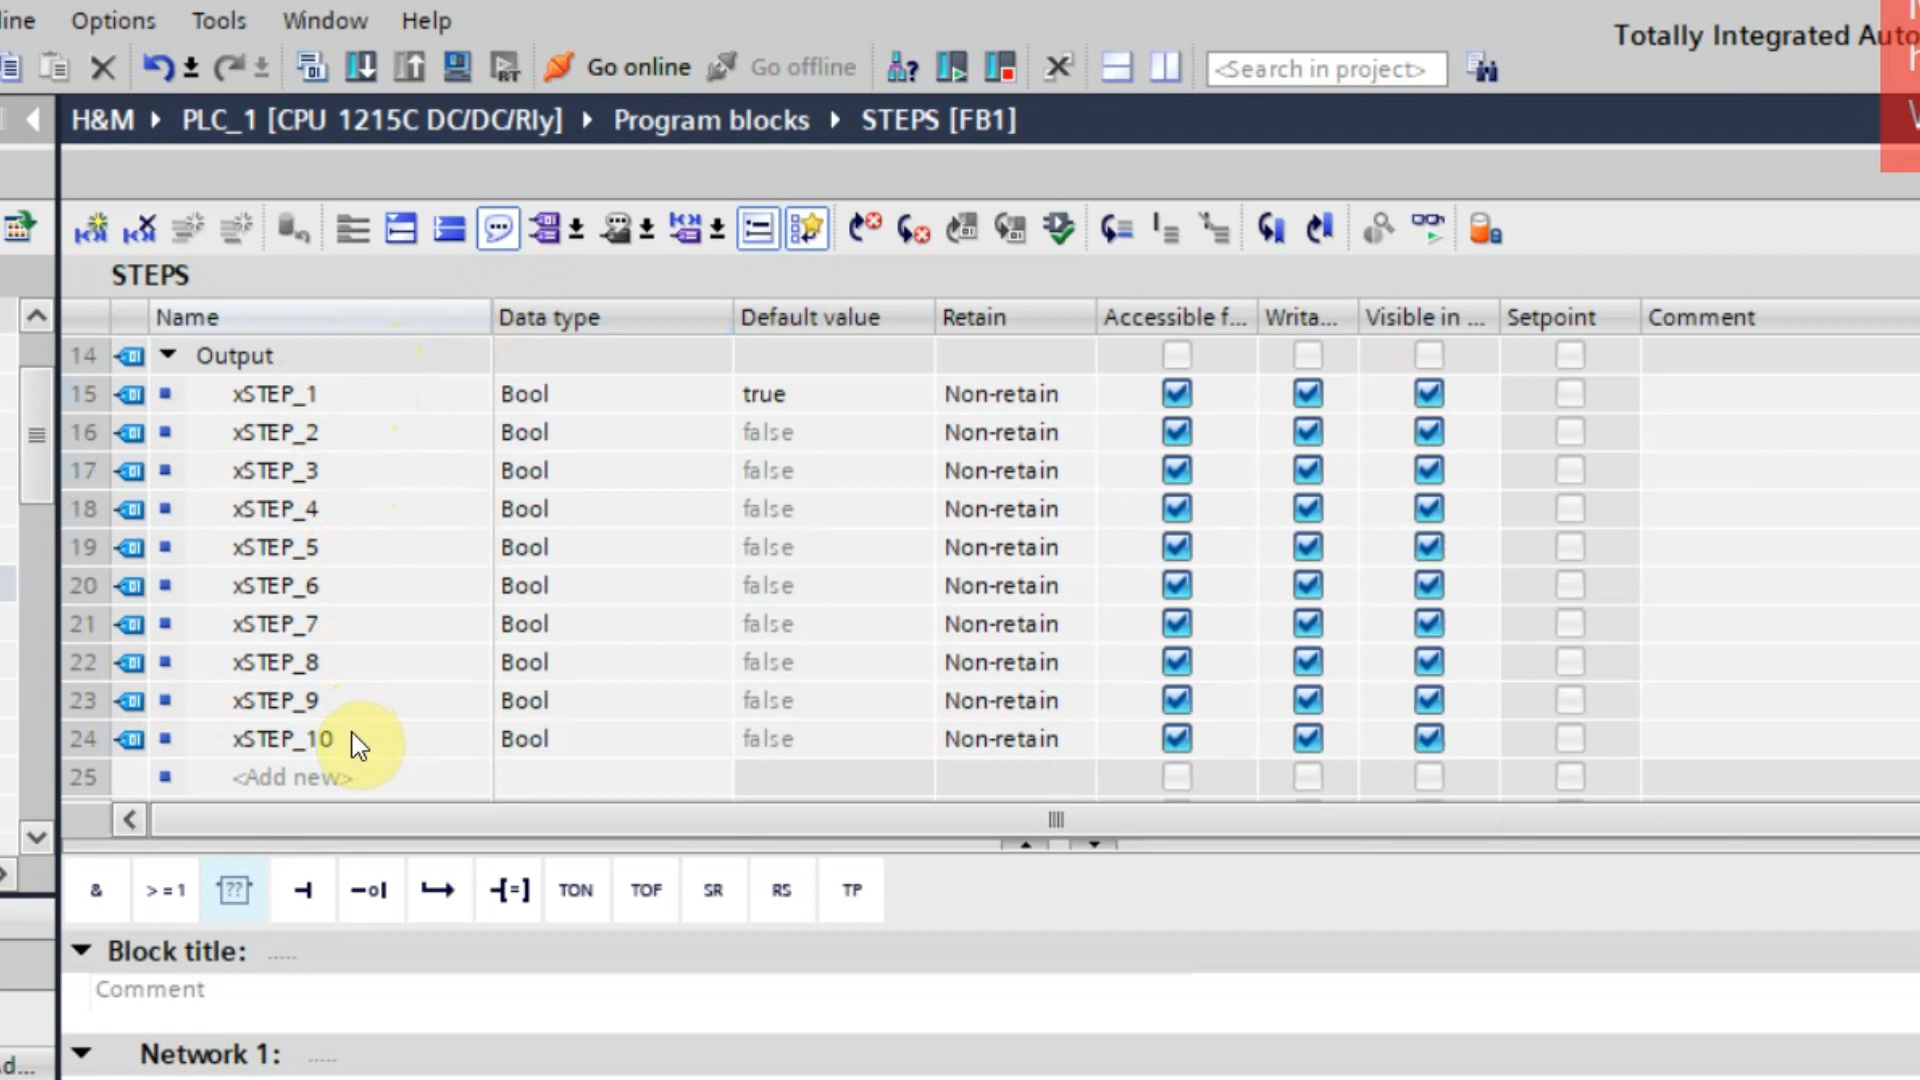 Options Tools Window Help
Totally Integrated Auto
Go online Go offline <Search in project>
H&M PLC_1 [CPU 1215C DC/DC/Rly] Program blocks STEPS [FB1]
STEPS
Name Data type Default value Retain Accessible f... Writa... Visible in ... Setpoint Comment
14 Output
15 xSTEP_1 Bool true Non-retain
16 xSTEP_2 Bool false Non-retain
17 xSTEP_3 Bool false Non-retain
18 xSTEP_4 Bool false Non-retain
19 xSTEP_5 Bool false Non-retain
20 xSTEP_6 Bool false Non-retain
21 xSTEP_7 Bool false Non-retain
22 xSTEP_8 Bool false Non-retain
23 xSTEP_9 Bool false Non-retain
24 xSTEP_10 Bool false Non-retain
25 <Add new>
& >=1 ?? TON TOF SR RS TP
Block title: .....
Comment
Network 1: .....